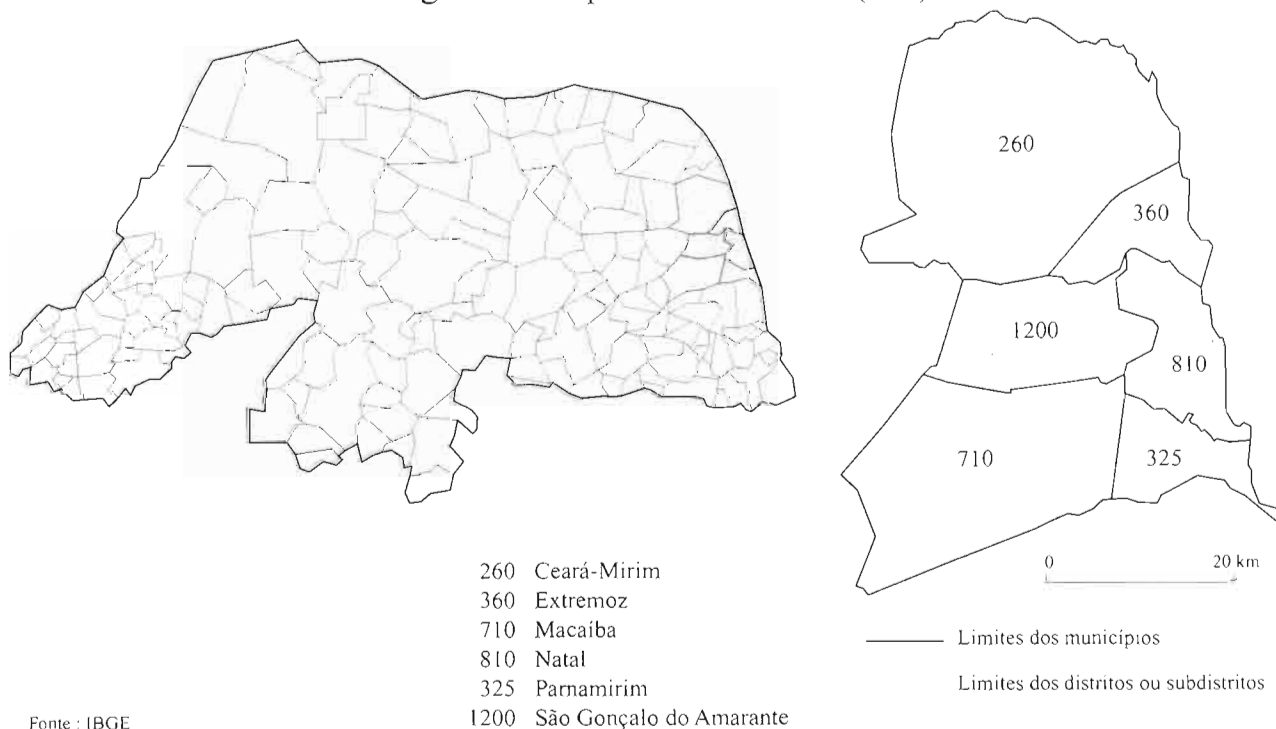 260
360
1200
810
710
325
0 20 km
260 Ceará-Mirim
360 Extremoz
710 Macaíba
810 Natal
325 Parnamirim
1200 São Gonçalo do Amarante
Limites dos municípios
Limites dos distritos ou subdistritos
Fonte : IBGE